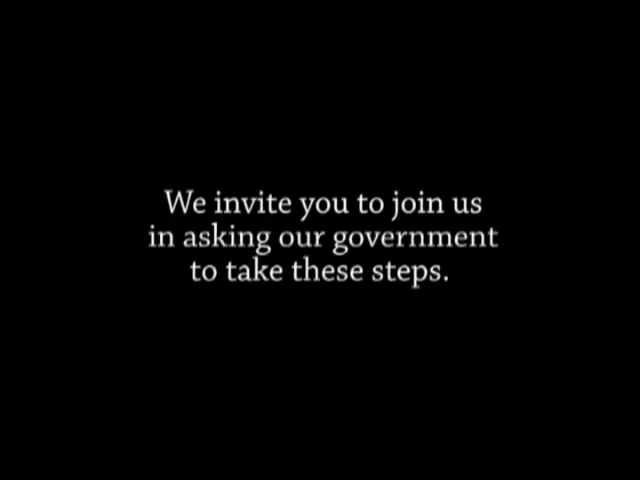 We invite you to join us
in asking our government
to take these steps.